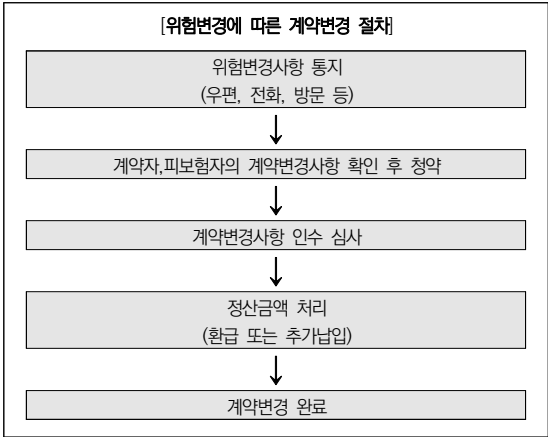 [위험변경에 따른 계약변경 절차]
위험변경사항 통지
(우편, 전화, 방문 등)
계약자,피보험자의 계약변경사항 확인 후 청약
계약변경사항 인수 심사
정산금액 처리
(환급 또는 추가납입)
계약변경 완료